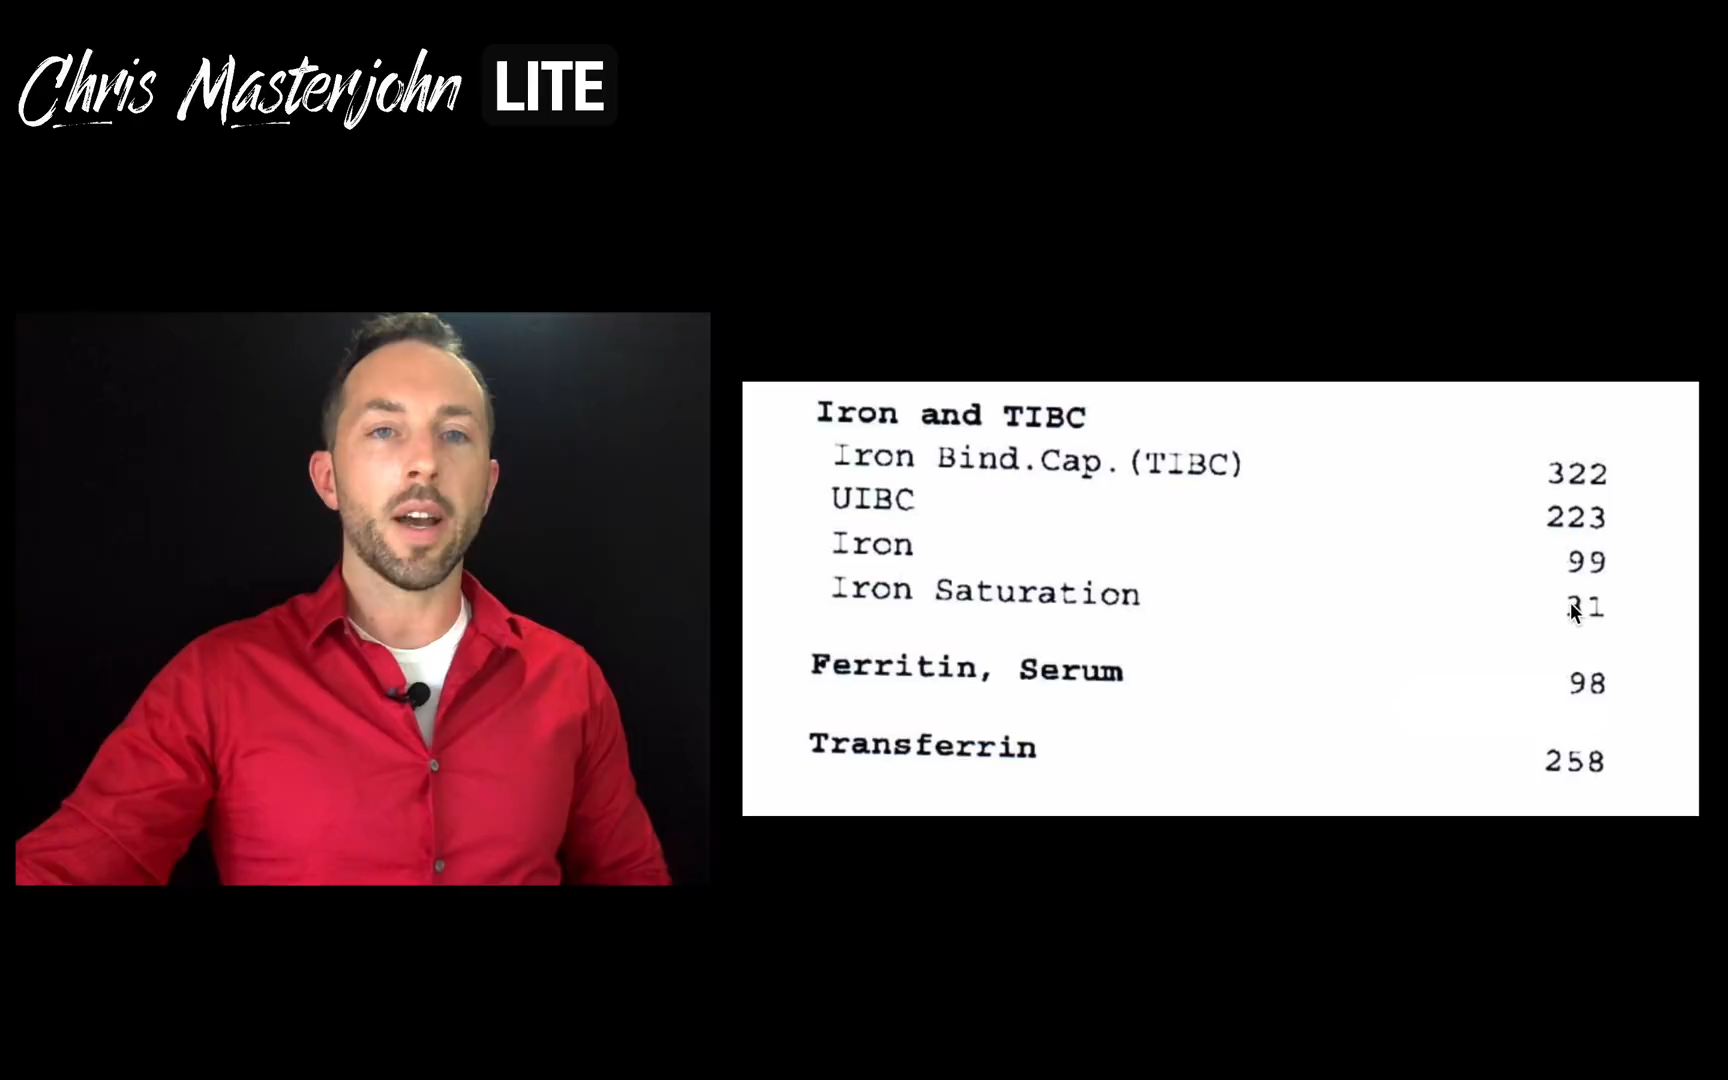 Chris Masterjohn LITE
Iron and TIBC
Iron Bind.Cap.(TIBC) 322
UIBC 223
Iron 99
Iron Saturation 31
Ferritin, Serum 98
Transferrin 258